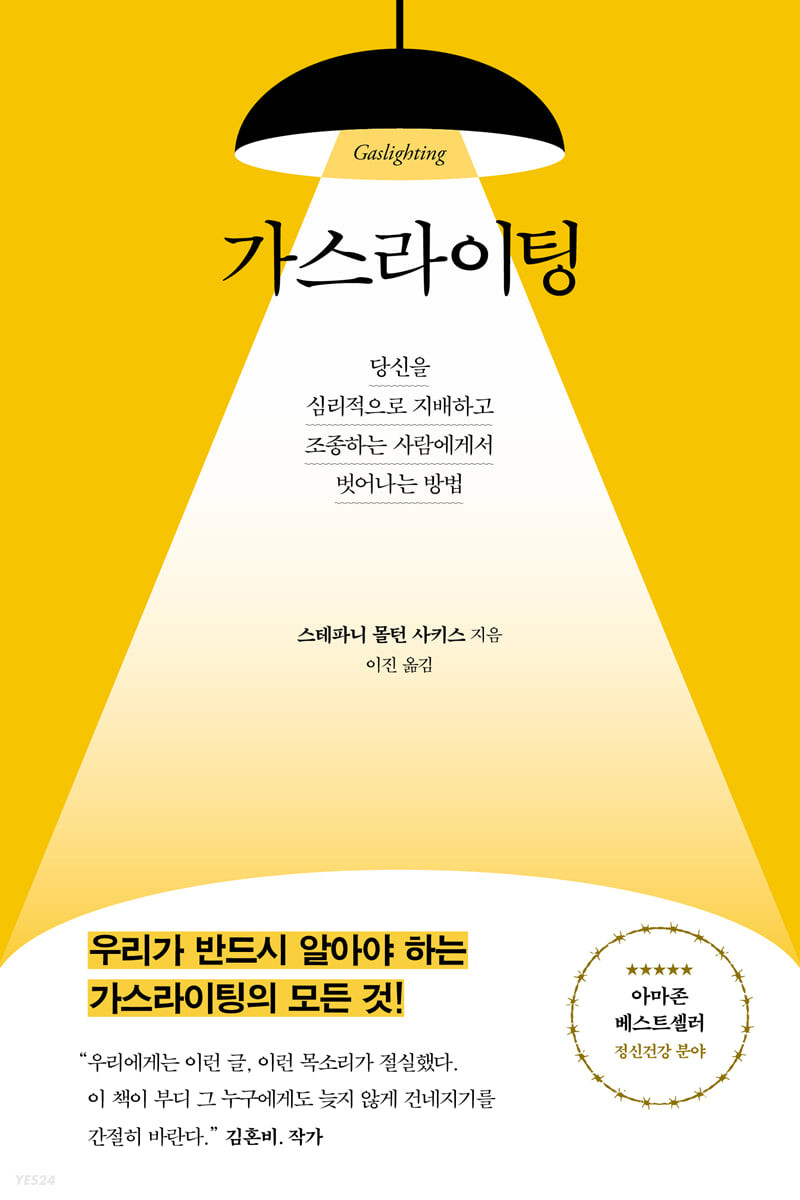 Gaslighting
가스라이팅
당신을
심리적으로 지배하고
조종하는 사람에게서
벗어나는 방법
스테파니 몰턴 사키스 지음
이진 옮김
우리가 반드시 알아야 하는
가스라이팅의 모든 것!
“우리에게는 이런 글, 이런 목소리가 절실했다.
이 책이 부디 그 누구에게도 늦지 않게 건네지기를
간절히 바란다.” 김혼비. 작가
★★★★★
아마존
베스트셀러
정신건강 분야
YES24